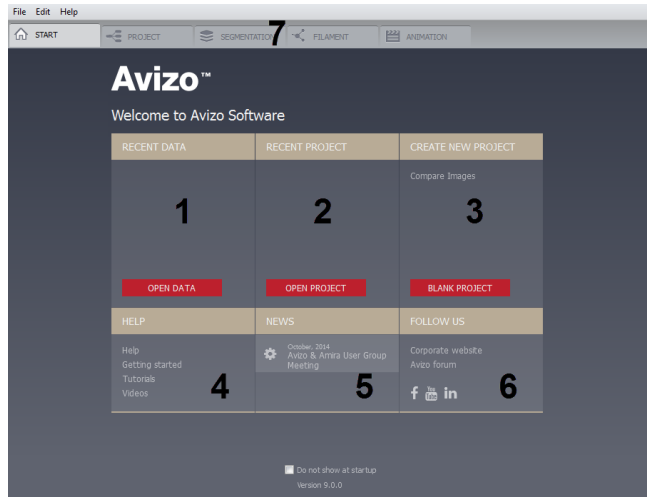 File Edit Help
START PROJECT SEGMENTATION 7 FILAMENT ANIMATION
Avizo™
Welcome to Avizo Software
RECENT DATA RECENT PROJECT CREATE NEW PROJECT
Compare Images
1 2 3
OPEN DATA OPEN PROJECT BLANK PROJECT
HELP NEWS FOLLOW US
Help
Getting started
Tutorials
Videos
4
October, 2014
Avizo & Amira User Group
Meeting
5
Corporate website
Avizo forum
f You Tube in
6
Do not show at startup
Version 9.0.0